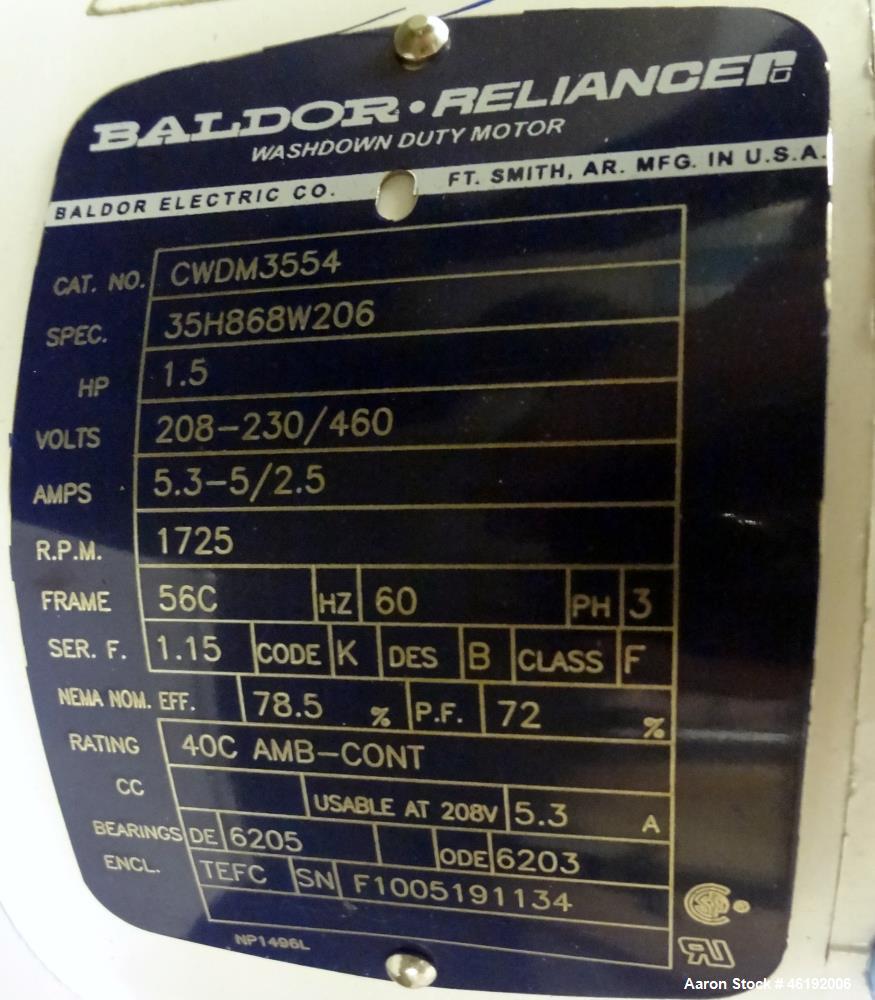 BALDOR • RELIANCER
WASHDOWN DUTY MOTOR
BALDOR ELECTRIC CO. FT. SMITH, AR. MFG. IN U.S.A.
CAT. NO. CWDM3554
SPEC. 35H868W206
HP 1.5
VOLTS 208-230/460
AMPS 5.3-5/2.5
R.P.M. 1725
FRAME 56C HZ 60 PH 3
SER. F. 1.15 CODE K DES B CLASS F
NEMA NOM. EFF. 78.5 % P.F. 72 %
RATING 40C AMB-CONT
CC USABLE AT 208V 5.3 A
BEARINGS DE 6205 ODE 6203
ENCL. TEFC SN F1005191134
NP1496L
Aaron Stock # 46192006